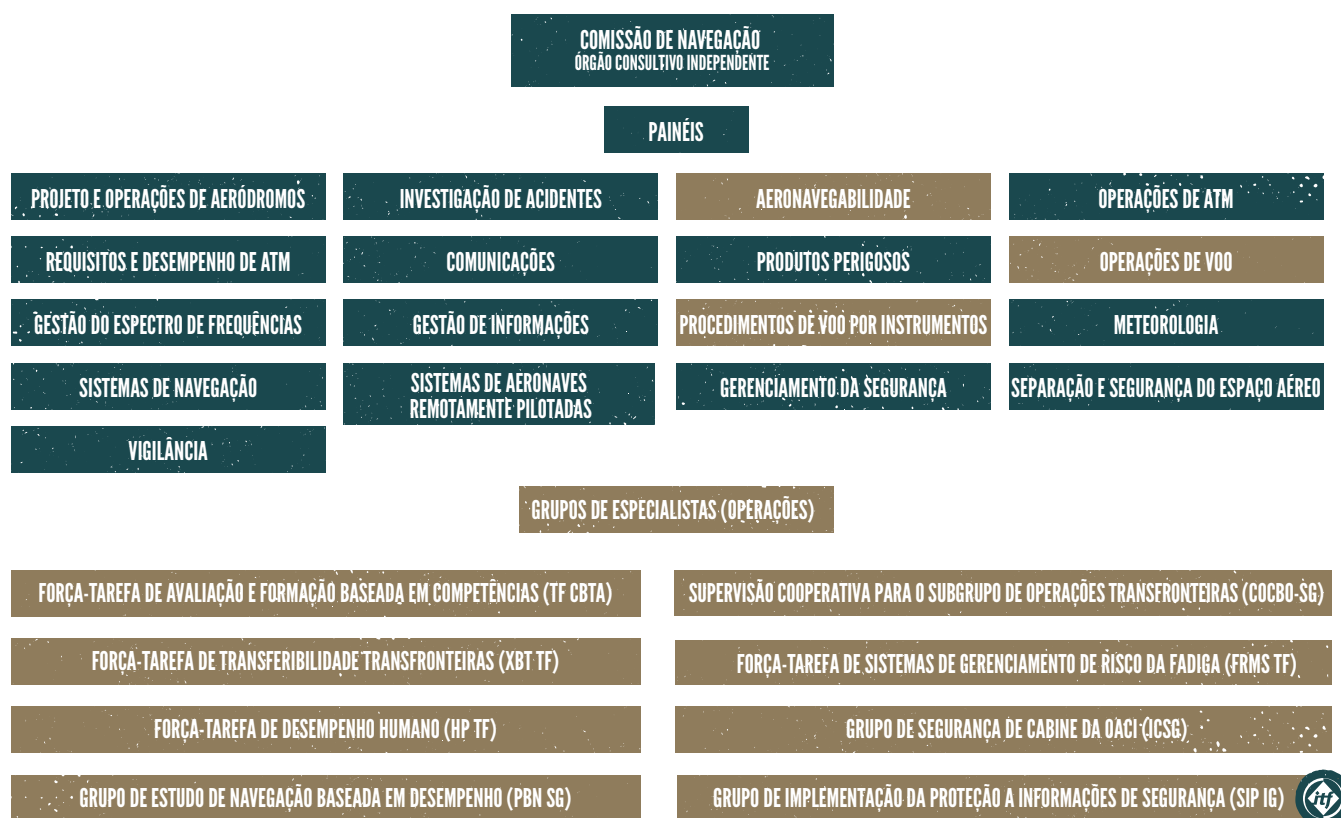 COMISSÃO DE NAVEGAÇÃO
ÓRGÃO CONSULTIVO INDEPENDENTE
PAINÉIS
PROJETO E OPERAÇÕES DE AERÓDROMOS
INVESTIGAÇÃO DE ACIDENTES
AERONAVEGABILIDADE
OPERAÇÕES DE ATM
REQUISITOS E DESEMPENHO DE ATM
COMUNICAÇÕES
PRODUTOS PERIGOSOS
OPERAÇÕES DE VOO
GESTÃO DO ESPECTRO DE FREQUÊNCIAS
GESTÃO DE INFORMAÇÕES
PROCEDIMENTOS DE VOO POR INSTRUMENTOS
METEOROLOGIA
SISTEMAS DE NAVEGAÇÃO
SISTEMAS DE AERONAVES
REMOTAMENTE PILOTADAS
GERENCIAMENTO DA SEGURANÇA
SEPARAÇÃO E SEGURANÇA DO ESPAÇO AÉREO
VIGILÂNCIA
GRUPOS DE ESPECIALISTAS (OPERAÇÕES)
FORÇA-TAREFA DE AVALIAÇÃO E FORMAÇÃO BASEADA EM COMPETÊNCIAS (TF CBTA)
SUPERVISÃO COOPERATIVA PARA O SUBGRUPO DE OPERAÇÕES TRANSFRONTEIRAS (COCBO-SG)
FORÇA-TAREFA DE TRANSFERIBILIDADE TRANSFRONTEIRAS (XBT TF)
FORÇA-TAREFA DE SISTEMAS DE GERENCIAMENTO DE RISCO DA FADIGA (FRMS TF)
FORÇA-TAREFA DE DESEMPENHO HUMANO (HP TF)
GRUPO DE SEGURANÇA DE CABINE DA OACI (ICSG)
GRUPO DE ESTUDO DE NAVEGAÇÃO BASEADA EM DESEMPENHO (PBN SG)
GRUPO DE IMPLEMENTAÇÃO DA PROTEÇÃO A INFORMAÇÕES DE SEGURANÇA (SIP IG)
itf